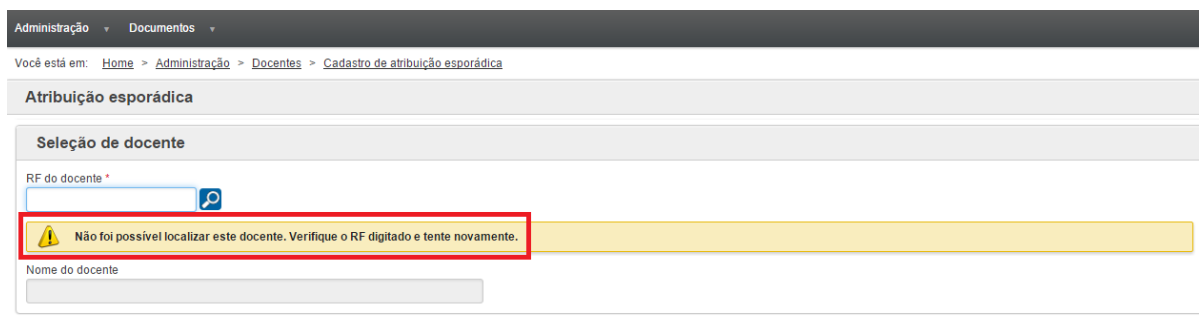 Administração Documentos
Você está em: Home > Administração > Docentes > Cadastro de atribuição esporádica
Atribuição esporádica
Seleção de docente
RF do docente *
Não foi possível localizar este docente. Verifique o RF digitado e tente novamente.
Nome do docente